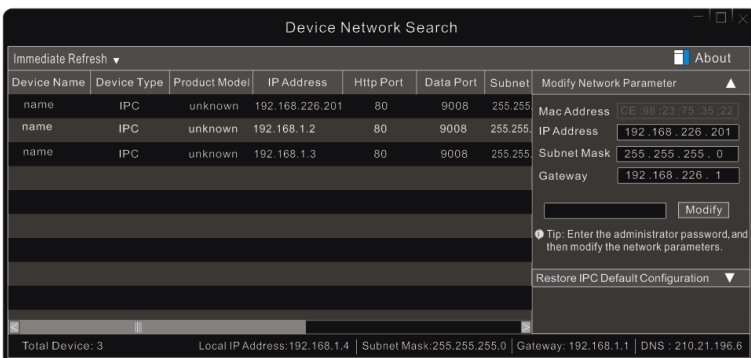 Device Network Search
Immediate Refresh
About
Device Name Device Type Product Model IP Address Http Port Data Port Subnet
name IPC unknown 192.168.226.201 80 9008 255.255
name IPC unknown 192.168.1.2 80 9008 255.255.
name IPC unknown 192.168.1.3 80 9008 255.255.
Modify Network Parameter
Mac Address CE:98:23:75:35:22
IP Address 192.168.226.201
Subnet Mask 255.255.255.0
Gateway 192.168.226.1
Modify
Tip: Enter the administrator password, and
then modify the network parameters.
Restore IPC Default Configuration
Total Device: 3 Local IP Address:192.168.1.4 Subnet Mask:255.255.255.0 Gateway: 192.168.1.1 DNS : 210.21.196.6